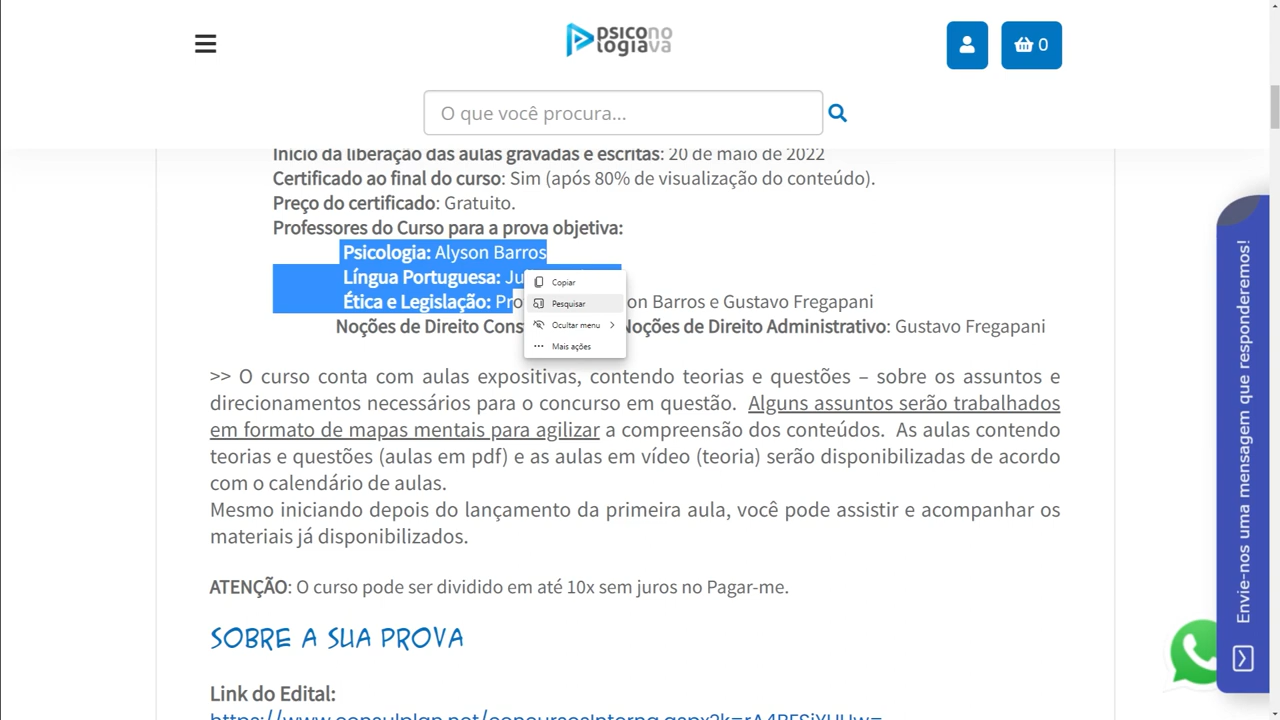 psicono
logiava
0
O que você procura...
Início da liberação das aulas gravadas e escritas: 20 de maio de 2022
Certificado ao final do curso: Sim (após 80% de visualização do conteúdo).
Preço do certificado: Gratuito.
Professores do Curso para a prova objetiva:
Psicologia: Alyson Barros
Língua Portuguesa:
Ética e Legislação: Barros e Gustavo Fregapani
Noções de Direito Noções de Direito Administrativo: Gustavo Fregapani
Copiar
Pesquisar
Ocultar menu
Mais ações
>> O curso conta com aulas expositivas, contendo teorias e questões – sobre os assuntos e
direcionamentos necessários para o concurso em questão. Alguns assuntos serão trabalhados
em formato de mapas mentais para agilizar a compreensão dos conteúdos. As aulas contendo
teorias e questões (aulas em pdf) e as aulas em vídeo (teoria) serão disponibilizadas de acordo
com o calendário de aulas.
Mesmo iniciando depois do lançamento da primeira aula, você pode assistir e acompanhar os
materiais já disponibilizados.
ATENÇÃO: O curso pode ser dividido em até 10x sem juros no Pagar-me.
SOBRE A SUA PROVA
Link do Edital:
Envie-nos uma mensagem que responderemos!